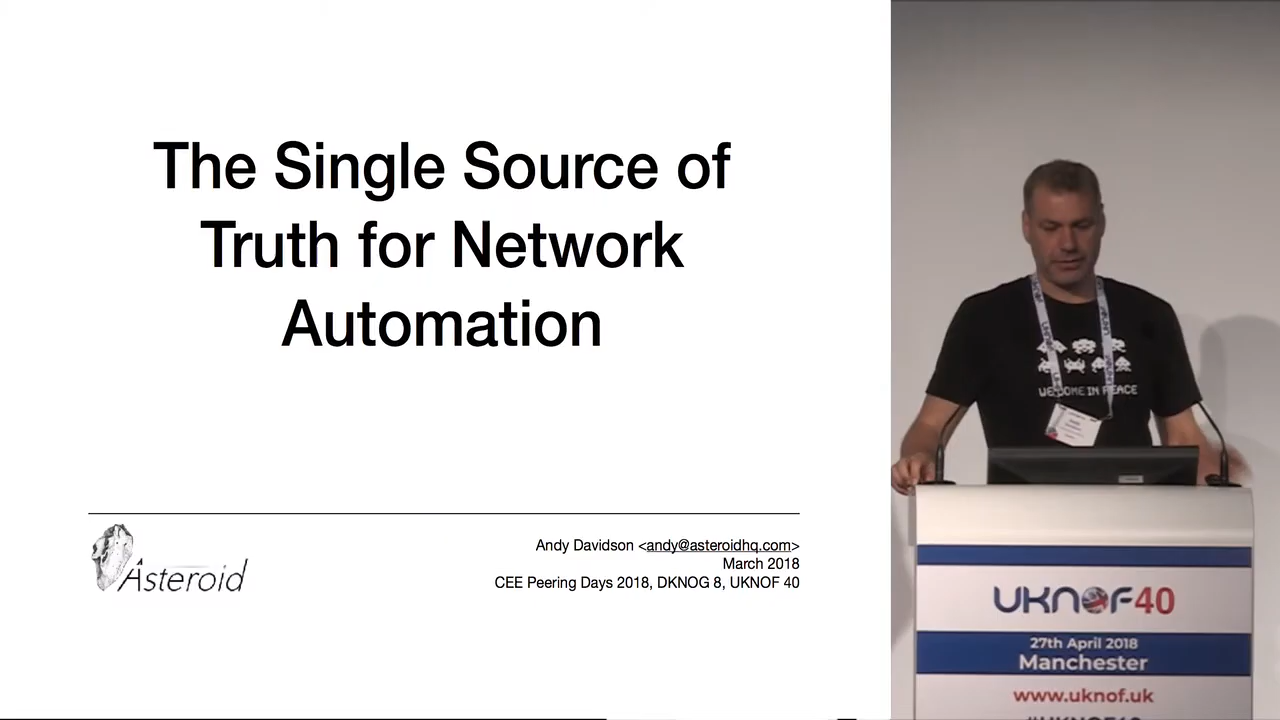 The Single Source of
Truth for Network
Automation
Asteroid
Andy Davidson <andy@asteroidhq.com>
March 2018
CEE Peering Days 2018, DKNOG 8, UKNOF 40
WE COME IN PEACE
UKNOF40
27th April 2018
Manchester
www.uknof.uk